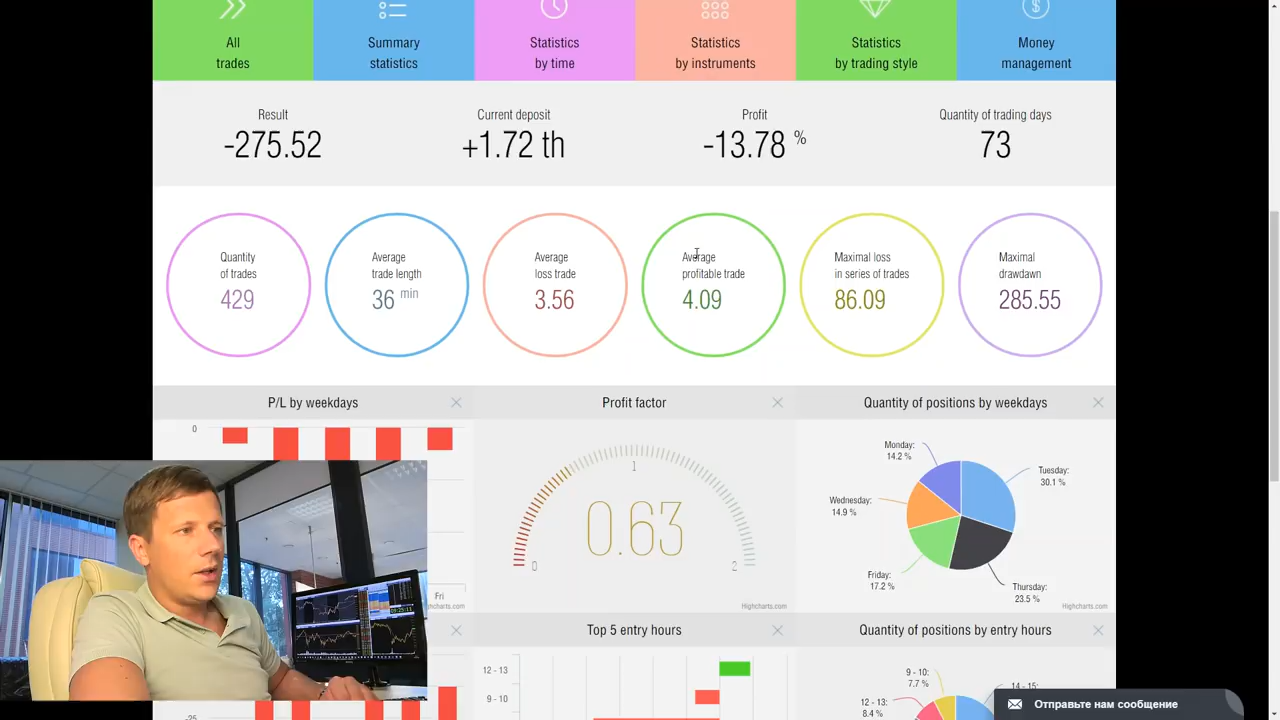 All
trades
Summary
statistics
Statistics
by time
Statistics
by instruments
Statistics
by trading style
$
Money
management
Result
-275.52
Current deposit
+1.72 th
Profit
-13.78 %
Quantity of trading days
73
Quantity
of trades
429
Average
trade length
36 min
Average
loss trade
3.56
Average
profitable trade
4.09
Maximal loss
in series of trades
86.09
Maximal
drawdown
285.55
P/L by weekdays
0
Fri
hcharts.com
Profit factor
0
1
2
0.63
Highcharts.com
Quantity of positions by weekdays
Monday:
14.2 %
Tuesday:
30.1 %
Wednesday:
14.9 %
Friday:
17.2 %
Thursday:
23.5 %
Highcharts.com
-25
Top 5 entry hours
12 - 13
9 - 10
Quantity of positions by entry hours
9 - 10:
7.7 %
12 - 13:
8.4 %
14 - 15:
Отправьте нам сообщение